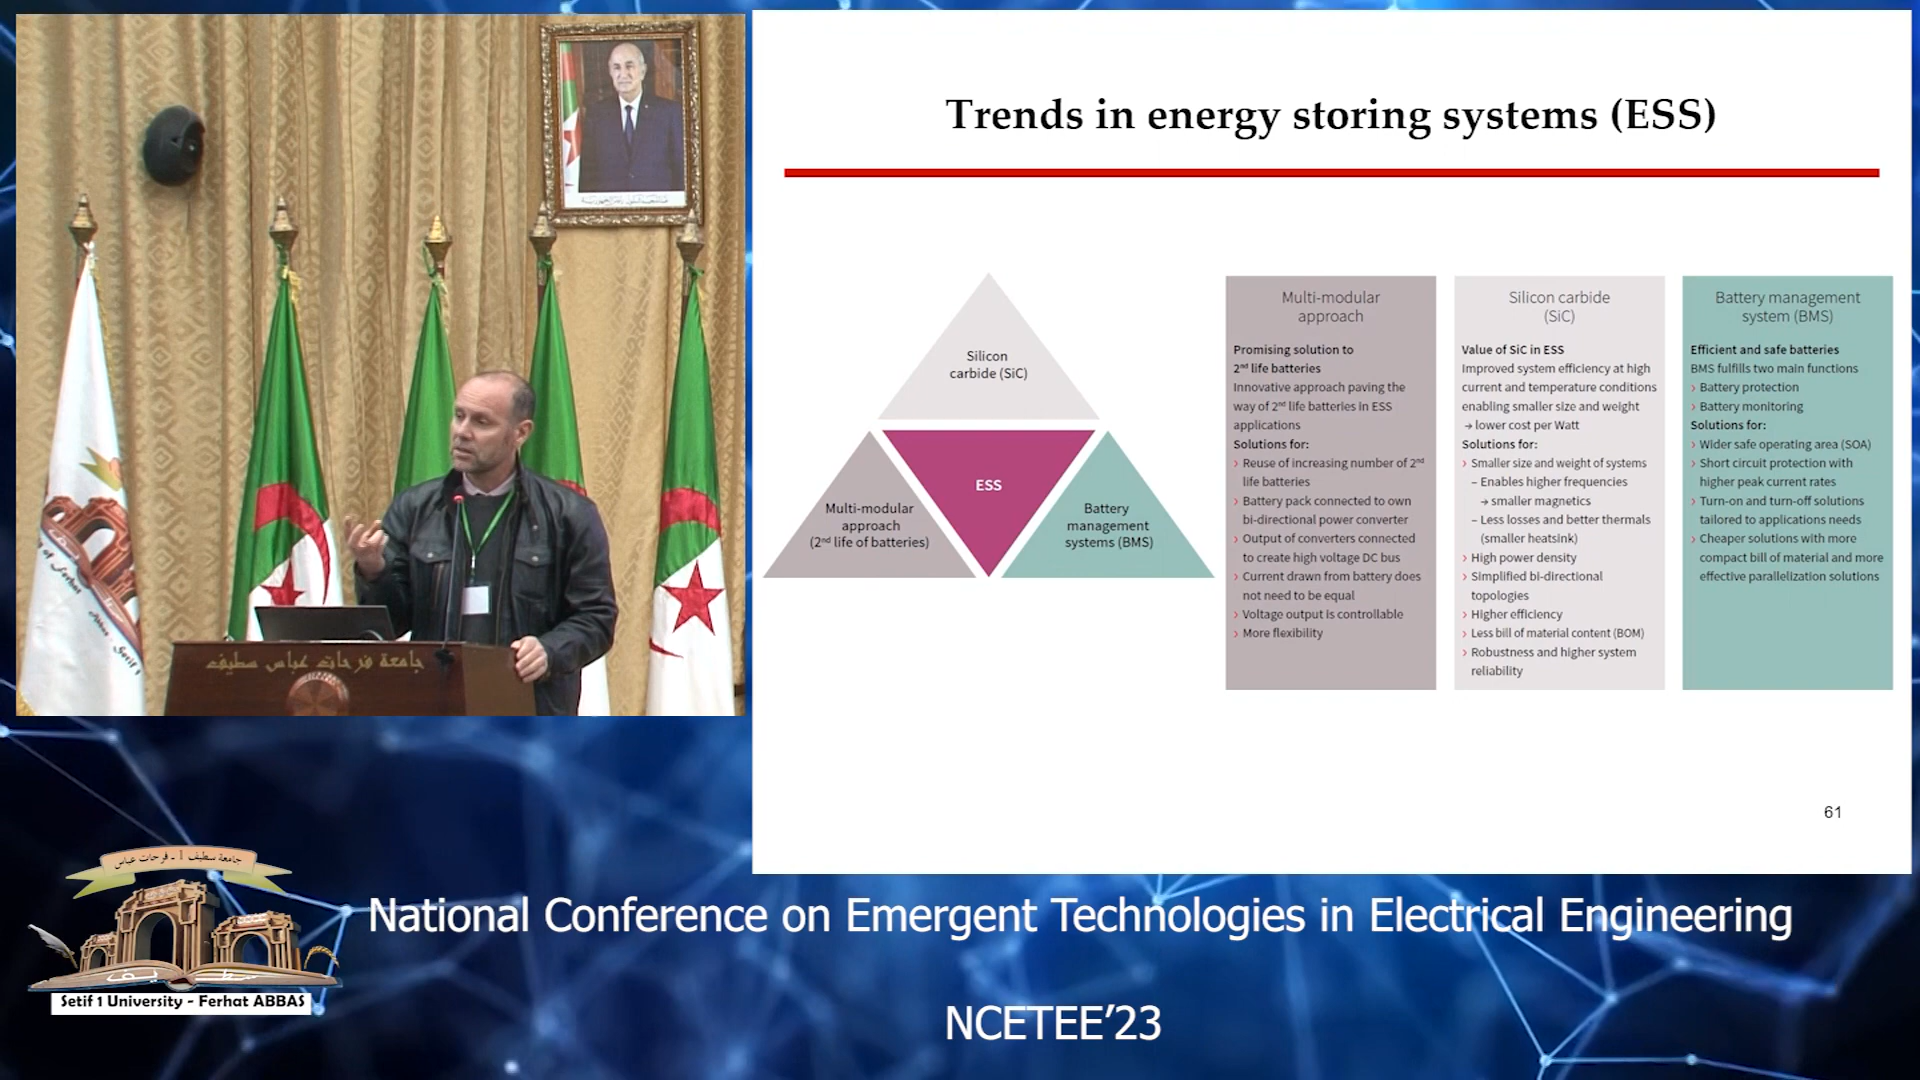 Trends in energy storing systems (ESS)
Silicon
carbide (SiC)
ESS
Multi-modular
approach
(2nd life of batteries)
Battery
management
systems (BMS)
Multi-modular
approach
Promising solution to
2nd life batteries
Innovative approach paving the
way of 2nd life batteries in ESS
applications
Solutions for:
› Reuse of increasing number of 2nd
life batteries
› Battery pack connected to own
bi-directional power converter
› Output of converters connected
to create high voltage DC bus
› Current drawn from battery does
not need to be equal
› Voltage output is controllable
› More flexibility
Silicon carbide
(SiC)
Value of SiC in ESS
Improved system efficiency at high
current and temperature conditions
enabling smaller size and weight
→ lower cost per Watt
Solutions for:
› Smaller size and weight of systems
– Enables higher frequencies
→ smaller magnetics
– Less losses and better thermals
(smaller heatsink)
› High power density
› Simplified bi-directional
topologies
› Higher efficiency
› Less bill of material content (BOM)
› Robustness and higher system
reliability
Battery management
system (BMS)
Efficient and safe batteries
BMS fulfills two main functions
› Battery protection
› Battery monitoring
Solutions for:
› Wider safe operating area (SOA)
› Short circuit protection with
higher peak current rates
› Turn-on and turn-off solutions
tailored to applications needs
› Cheaper solutions with more
compact bill of material and more
effective parallelization solutions
61
جامعة فرحات عباس سطيف
جامعة سطيف 1 - فرحات عباس
سطيف
Setif 1 University - Ferhat ABBAS
National Conference on Emergent Technologies in Electrical Engineering
NCETEE’23